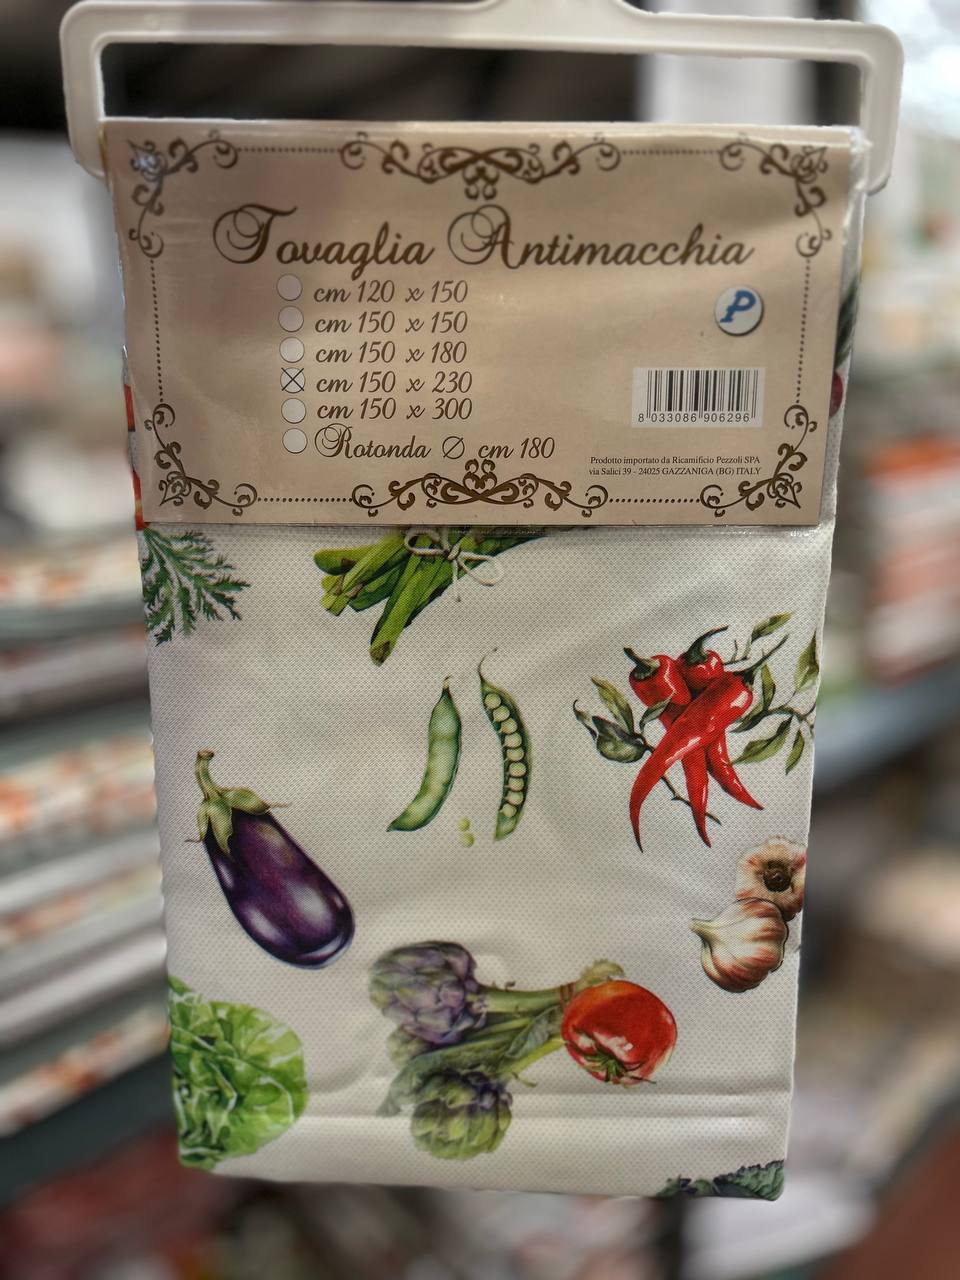 Tovaglia Antimacchia
cm 120 x 150
cm 150 x 150
cm 150 x 180
cm 150 x 230
cm 150 x 300
Rotonda Ø cm 180
P
8 033086 906296
Prodotto importato da Ricamificio Pezzoli SPA
via Salici 39 - 24025 GAZZANIGA (BG) ITALY